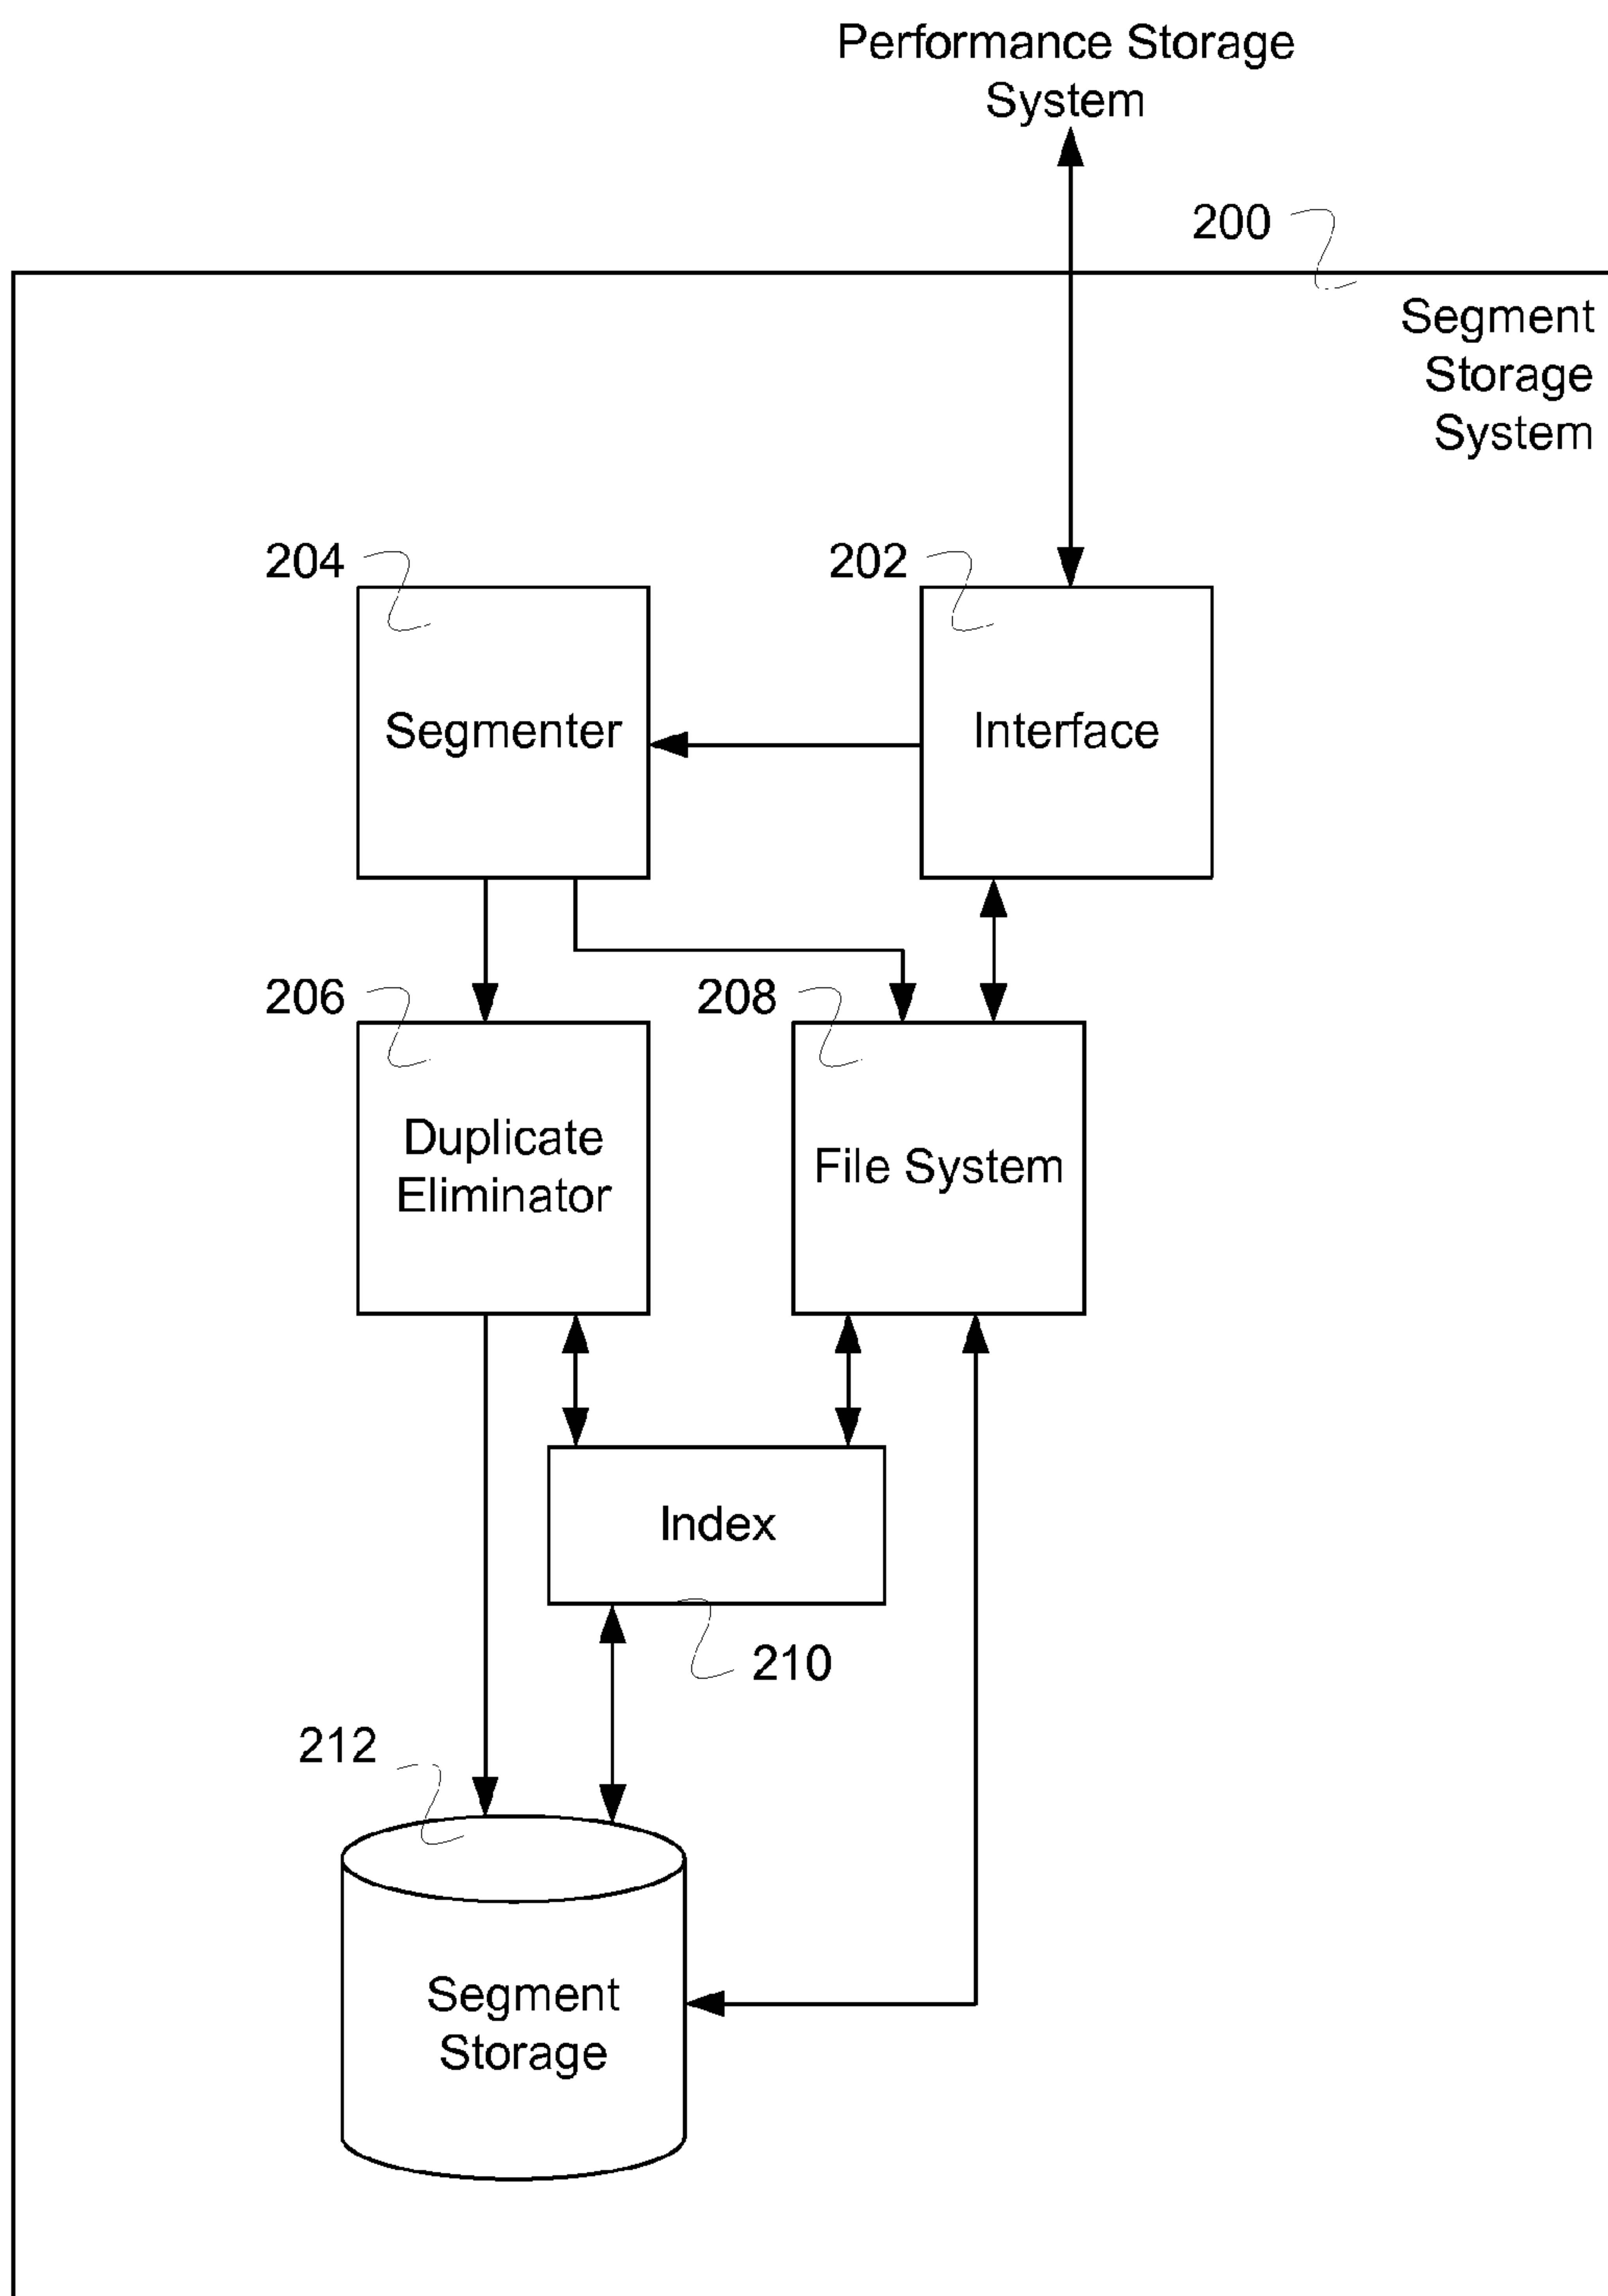 Performance Storage
System
200
Segment
Storage
System
204
202
Segmenter
Interface
206
208
Duplicate
Eliminator
File System
Index
210
212
Segment
Storage